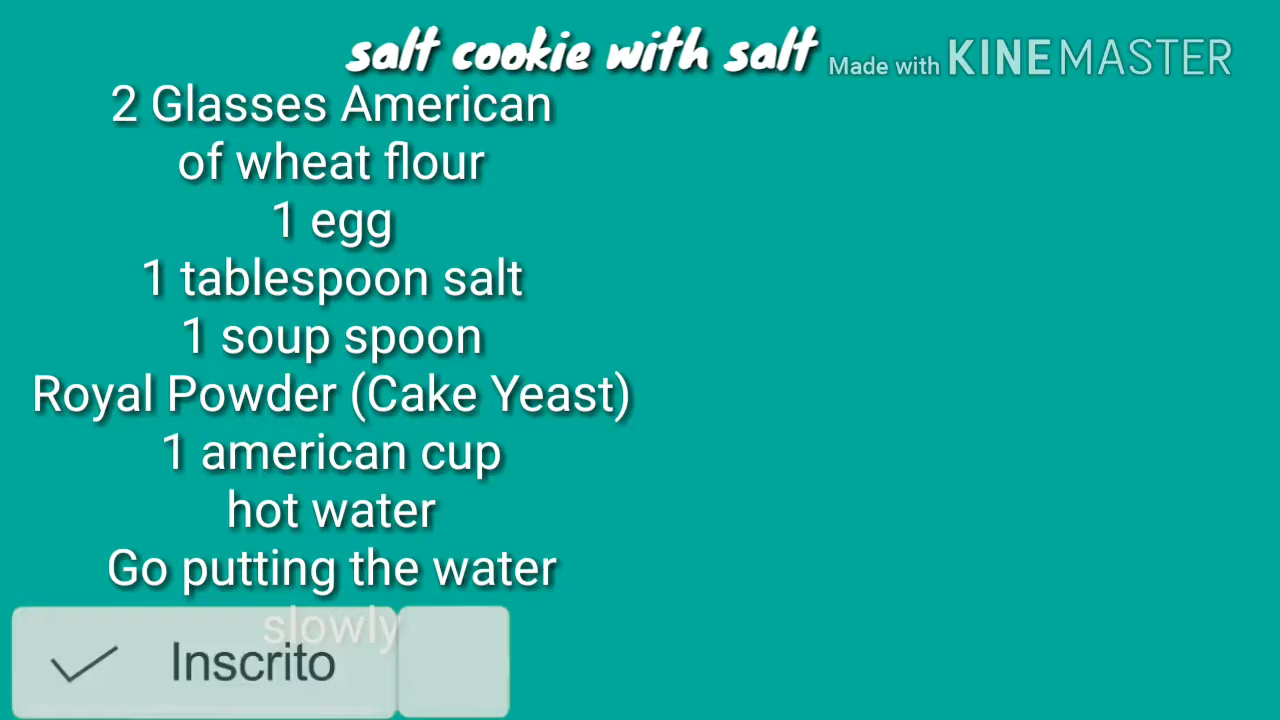 salt cookie with salt
Made with KINEMASTER
2 Glasses American
of wheat flour
1 egg
1 tablespoon salt
1 soup spoon
Royal Powder (Cake Yeast)
1 american cup
hot water
Go putting the water
slowly
Inscrito